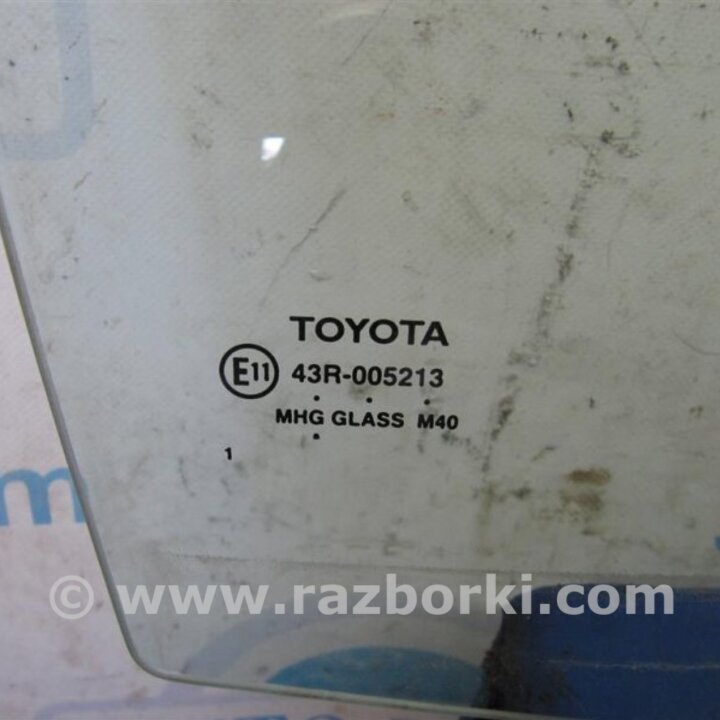 TOYOTA
E11 43R-005213
MHG GLASS M40
1
© www.razborki.com